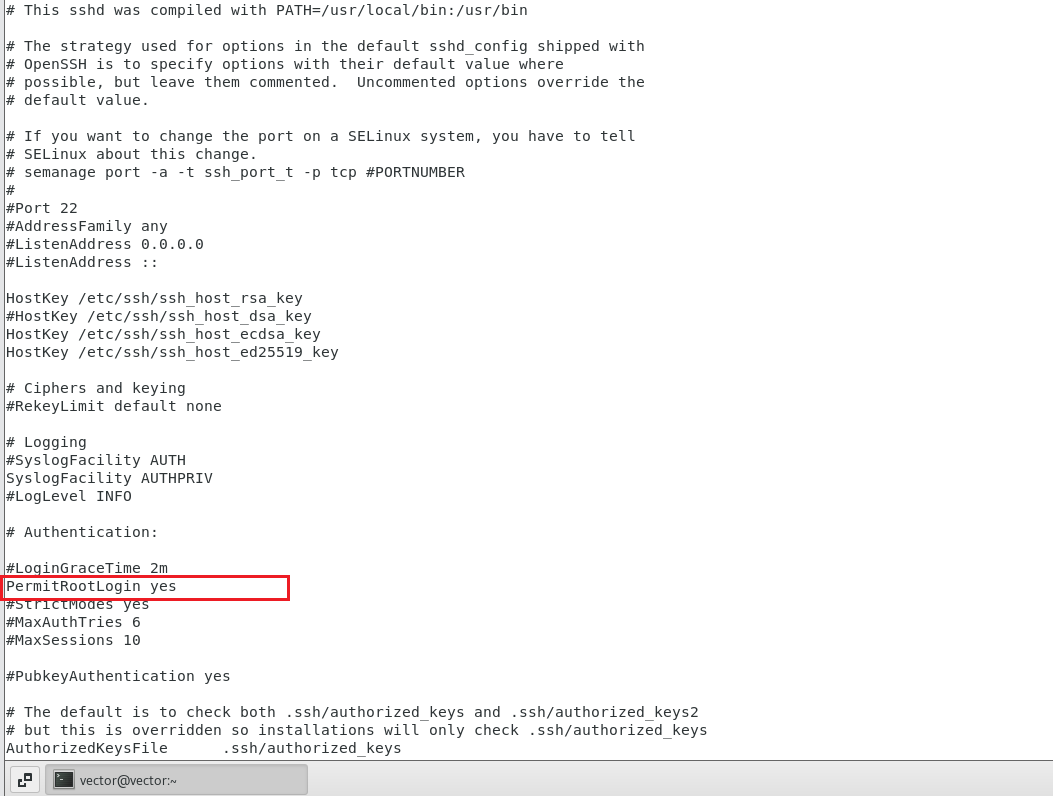 # This sshd was compiled with PATH=/usr/local/bin:/usr/bin
# The strategy used for options in the default sshd_config shipped with
# OpenSSH is to specify options with their default value where
# possible, but leave them commented.  Uncommented options override the
# default value.
# If you want to change the port on a SELinux system, you have to tell
# SELinux about this change.
# semanage port -a -t ssh_port_t -p tcp #PORTNUMBER
#
#Port 22
#AddressFamily any
#ListenAddress 0.0.0.0
#ListenAddress ::
HostKey /etc/ssh/ssh_host_rsa_key
#HostKey /etc/ssh/ssh_host_dsa_key
HostKey /etc/ssh/ssh_host_ecdsa_key
HostKey /etc/ssh/ssh_host_ed25519_key
# Ciphers and keying
#RekeyLimit default none
# Logging
#SyslogFacility AUTH
SyslogFacility AUTHPRIV
#LogLevel INFO
# Authentication:
#LoginGraceTime 2m
PermitRootLogin yes
#StrictModes yes
#MaxAuthTries 6
#MaxSessions 10
#PubkeyAuthentication yes
# The default is to check both .ssh/authorized_keys and .ssh/authorized_keys2
# but this is overridden so installations will only check .ssh/authorized_keys
AuthorizedKeysFile      .ssh/authorized_keys
vector@vector:~